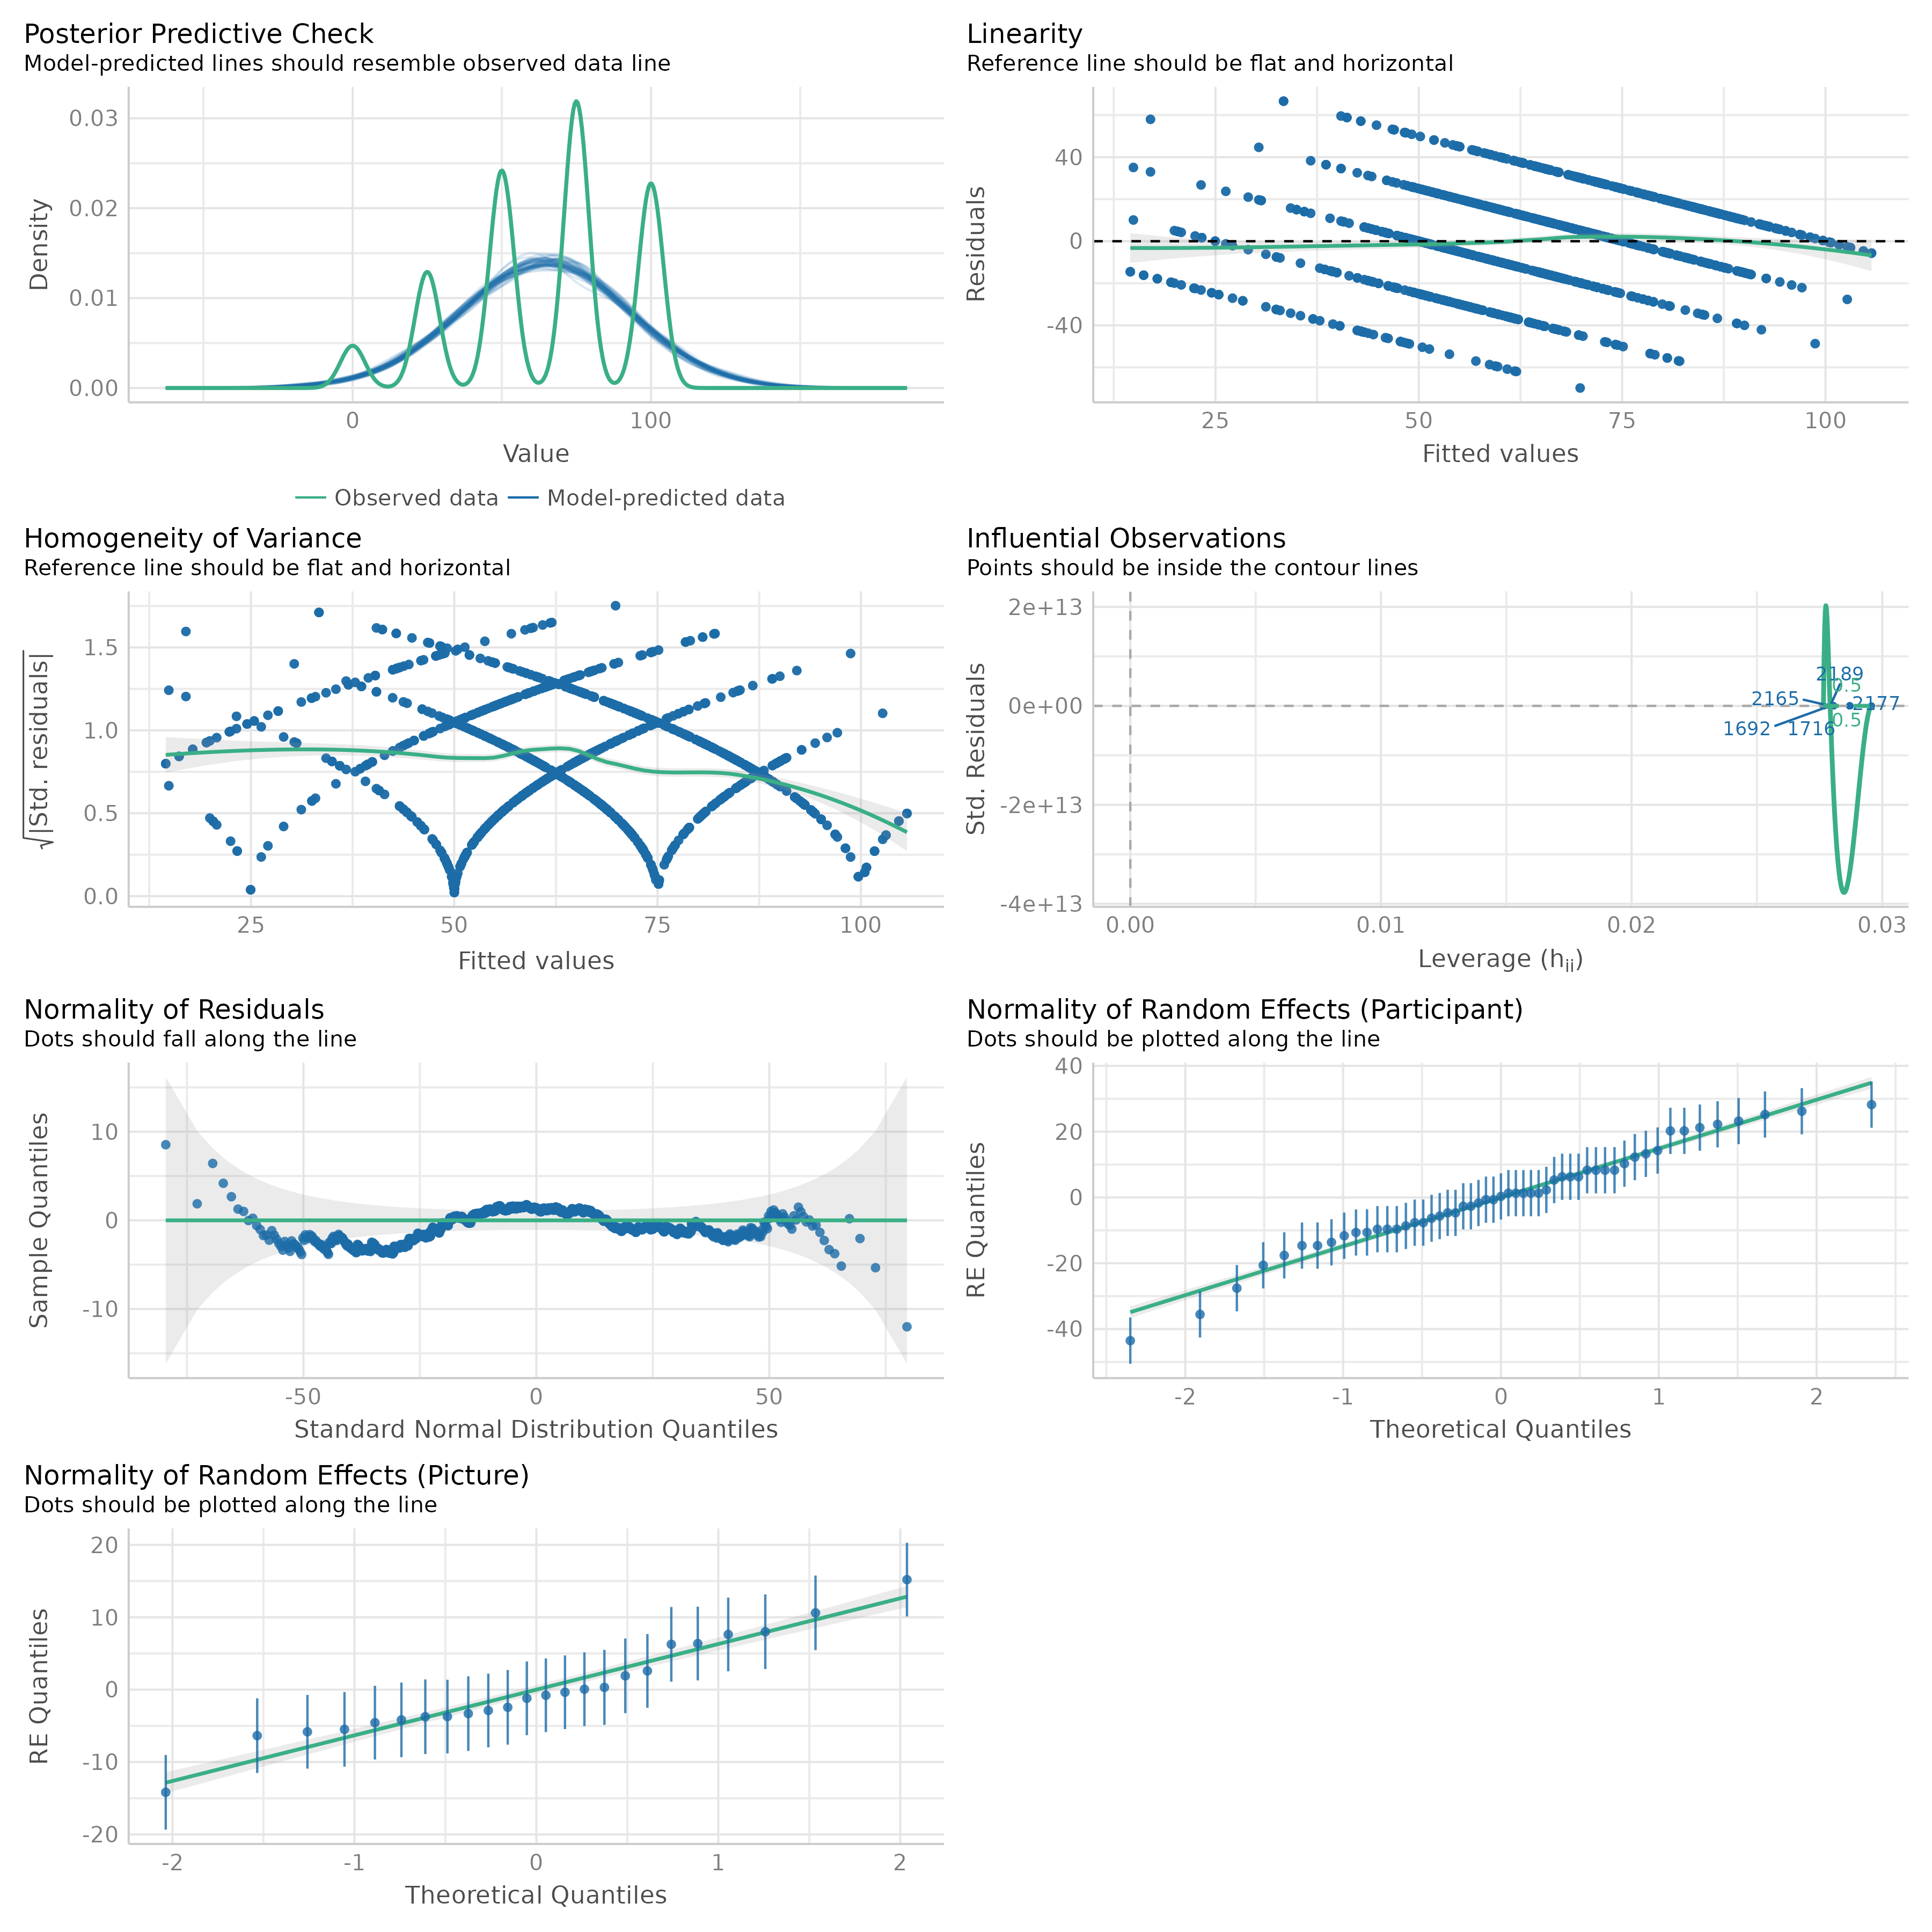 Posterior Predictive Check
Model-predicted lines should resemble observed data line
0.03
0.02
0.01
0.00
Density
0
100
Value
Observed data
Model-predicted data
Linearity
Reference line should be flat and horizontal
40
0
-40
Residuals
25
50
75
100
Fitted values
Homogeneity of Variance
Reference line should be flat and horizontal
1.5
1.0
0.5
0.0
√|Std. residuals|
25
50
75
100
Fitted values
Influential Observations
Points should be inside the contour lines
2e+13
0e+00
-2e+13
-4e+13
Std. Residuals
2189
0.5
2165
2177
0.5
1692
1716
0.00
0.01
0.02
0.03
Leverage (hii)
Normality of Residuals
Dots should fall along the line
10
0
-10
Sample Quantiles
-50
0
50
Standard Normal Distribution Quantiles
Normality of Random Effects (Participant)
Dots should be plotted along the line
40
20
0
-20
-40
RE Quantiles
-2
-1
0
1
2
Theoretical Quantiles
Normality of Random Effects (Picture)
Dots should be plotted along the line
20
10
0
-10
-20
RE Quantiles
-2
-1
0
1
2
Theoretical Quantiles